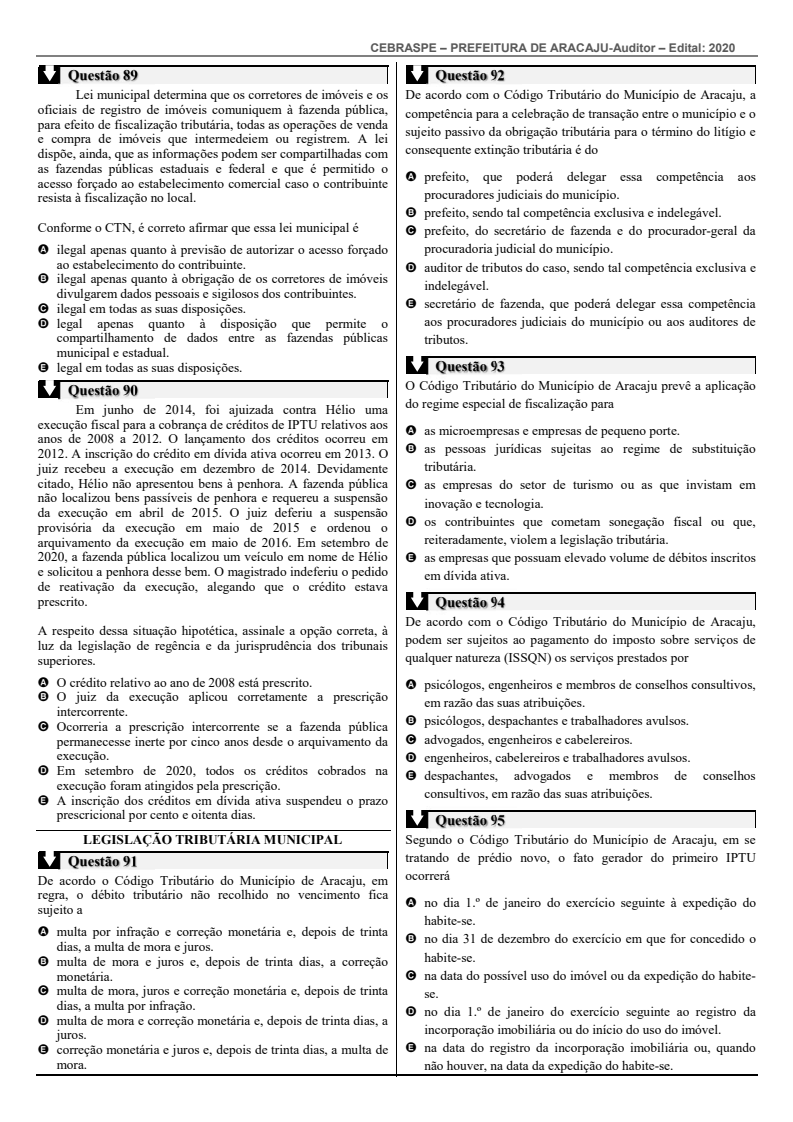 CEBRASPE – PREFEITURA DE ARACAJU-Auditor – Edital: 2020
Questão 89
Lei municipal determina que os corretores de imóveis e os
oficiais de registro de imóveis comuniquem à fazenda pública,
para efeito de fiscalização tributária, todas as operações de venda
e compra de imóveis que intermedeiem ou registrem. A lei
dispõe, ainda, que as informações podem ser compartilhadas com
as fazendas públicas estaduais e federal e que é permitido o
acesso forçado ao estabelecimento comercial caso o contribuinte
resista à fiscalização no local.
Conforme o CTN, é correto afirmar que essa lei municipal é
A ilegal apenas quanto à previsão de autorizar o acesso forçado
ao estabelecimento do contribuinte.
B ilegal apenas quanto à obrigação de os corretores de imóveis
divulgarem dados pessoais e sigilosos dos contribuintes.
C ilegal em todas as suas disposições.
D legal apenas quanto à disposição que permite o
compartilhamento de dados entre as fazendas públicas
municipal e estadual.
E legal em todas as suas disposições.
Questão 90
Em junho de 2014, foi ajuizada contra Hélio uma
execução fiscal para a cobrança de créditos de IPTU relativos aos
anos de 2008 a 2012. O lançamento dos créditos ocorreu em
2012. A inscrição do crédito em dívida ativa ocorreu em 2013. O
juiz recebeu a execução em dezembro de 2014. Devidamente
citado, Hélio não apresentou bens à penhora. A fazenda pública
não localizou bens passíveis de penhora e requereu a suspensão
da execução em abril de 2015. O juiz deferiu a suspensão
provisória da execução em maio de 2015 e ordenou o
arquivamento da execução em maio de 2016. Em setembro de
2020, a fazenda pública localizou um veículo em nome de Hélio
e solicitou a penhora desse bem. O magistrado indeferiu o pedido
de reativação da execução, alegando que o crédito estava
prescrito.
A respeito dessa situação hipotética, assinale a opção correta, à
luz da legislação de regência e da jurisprudência dos tribunais
superiores.
A O crédito relativo ao ano de 2008 está prescrito.
B O juiz da execução aplicou corretamente a prescrição
intercorrente.
C Ocorreria a prescrição intercorrente se a fazenda pública
permanecesse inerte por cinco anos desde o arquivamento da
execução.
D Em setembro de 2020, todos os créditos cobrados na
execução foram atingidos pela prescrição.
E A inscrição dos créditos em dívida ativa suspendeu o prazo
prescricional por cento e oitenta dias.
LEGISLAÇÃO TRIBUTÁRIA MUNICIPAL
Questão 91
De acordo o Código Tributário do Município de Aracaju, em
regra, o débito tributário não recolhido no vencimento fica
sujeito a
A multa por infração e correção monetária e, depois de trinta
dias, a multa de mora e juros.
B multa de mora e juros e, depois de trinta dias, a correção
monetária.
C multa de mora, juros e correção monetária e, depois de trinta
dias, a multa por infração.
D multa de mora e correção monetária e, depois de trinta dias, a
juros.
E correção monetária e juros e, depois de trinta dias, a multa de
mora.
Questão 92
De acordo com o Código Tributário do Município de Aracaju, a
competência para a celebração de transação entre o município e o
sujeito passivo da obrigação tributária para o término do litígio e
consequente extinção tributária é do
A prefeito, que poderá delegar essa competência aos
procuradores judiciais do município.
B prefeito, sendo tal competência exclusiva e indelegável.
C prefeito, do secretário de fazenda e do procurador-geral da
procuradoria judicial do município.
D auditor de tributos do caso, sendo tal competência exclusiva e
indelegável.
E secretário de fazenda, que poderá delegar essa competência
aos procuradores judiciais do município ou aos auditores de
tributos.
Questão 93
O Código Tributário do Município de Aracaju prevê a aplicação
do regime especial de fiscalização para
A as microempresas e empresas de pequeno porte.
B as pessoas jurídicas sujeitas ao regime de substituição
tributária.
C as empresas do setor de turismo ou as que invistam em
inovação e tecnologia.
D os contribuintes que cometam sonegação fiscal ou que,
reiteradamente, violem a legislação tributária.
E as empresas que possuam elevado volume de débitos inscritos
em dívida ativa.
Questão 94
De acordo com o Código Tributário do Município de Aracaju,
podem ser sujeitos ao pagamento do imposto sobre serviços de
qualquer natureza (ISSQN) os serviços prestados por
A psicólogos, engenheiros e membros de conselhos consultivos,
em razão das suas atribuições.
B psicólogos, despachantes e trabalhadores avulsos.
C advogados, engenheiros e cabelereiros.
D engenheiros, cabelereiros e trabalhadores avulsos.
E despachantes, advogados e membros de conselhos
consultivos, em razão das suas atribuições.
Questão 95
Segundo o Código Tributário do Município de Aracaju, em se
tratando de prédio novo, o fato gerador do primeiro IPTU
ocorrerá
A no dia 1.º de janeiro do exercício seguinte à expedição do
habite-se.
B no dia 31 de dezembro do exercício em que for concedido o
habite-se.
C na data do possível uso do imóvel ou da expedição do habite-
se.
D no dia 1.º de janeiro do exercício seguinte ao registro da
incorporação imobiliária ou do início do uso do imóvel.
E na data do registro da incorporação imobiliária ou, quando
não houver, na data da expedição do habite-se.